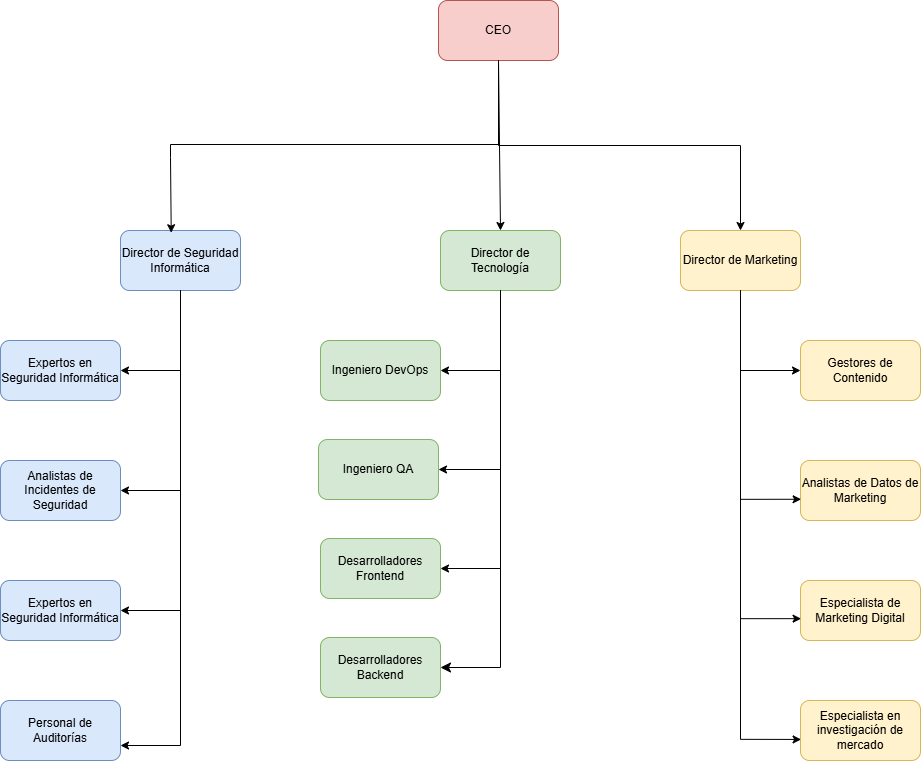 CEO
Director de Seguridad
Informática
Director de
Tecnología
Director de Marketing
Expertos en
Seguridad Informática
Ingeniero DevOps
Gestores de
Contenido
Analistas de
Incidentes de
Seguridad
Ingeniero QA
Analistas de Datos de
Marketing
Desarrolladores
Frontend
Expertos en
Seguridad Informática
Especialista de
Marketing Digital
Desarrolladores
Backend
Personal de
Auditorías
Especialista en
investigación de
mercado